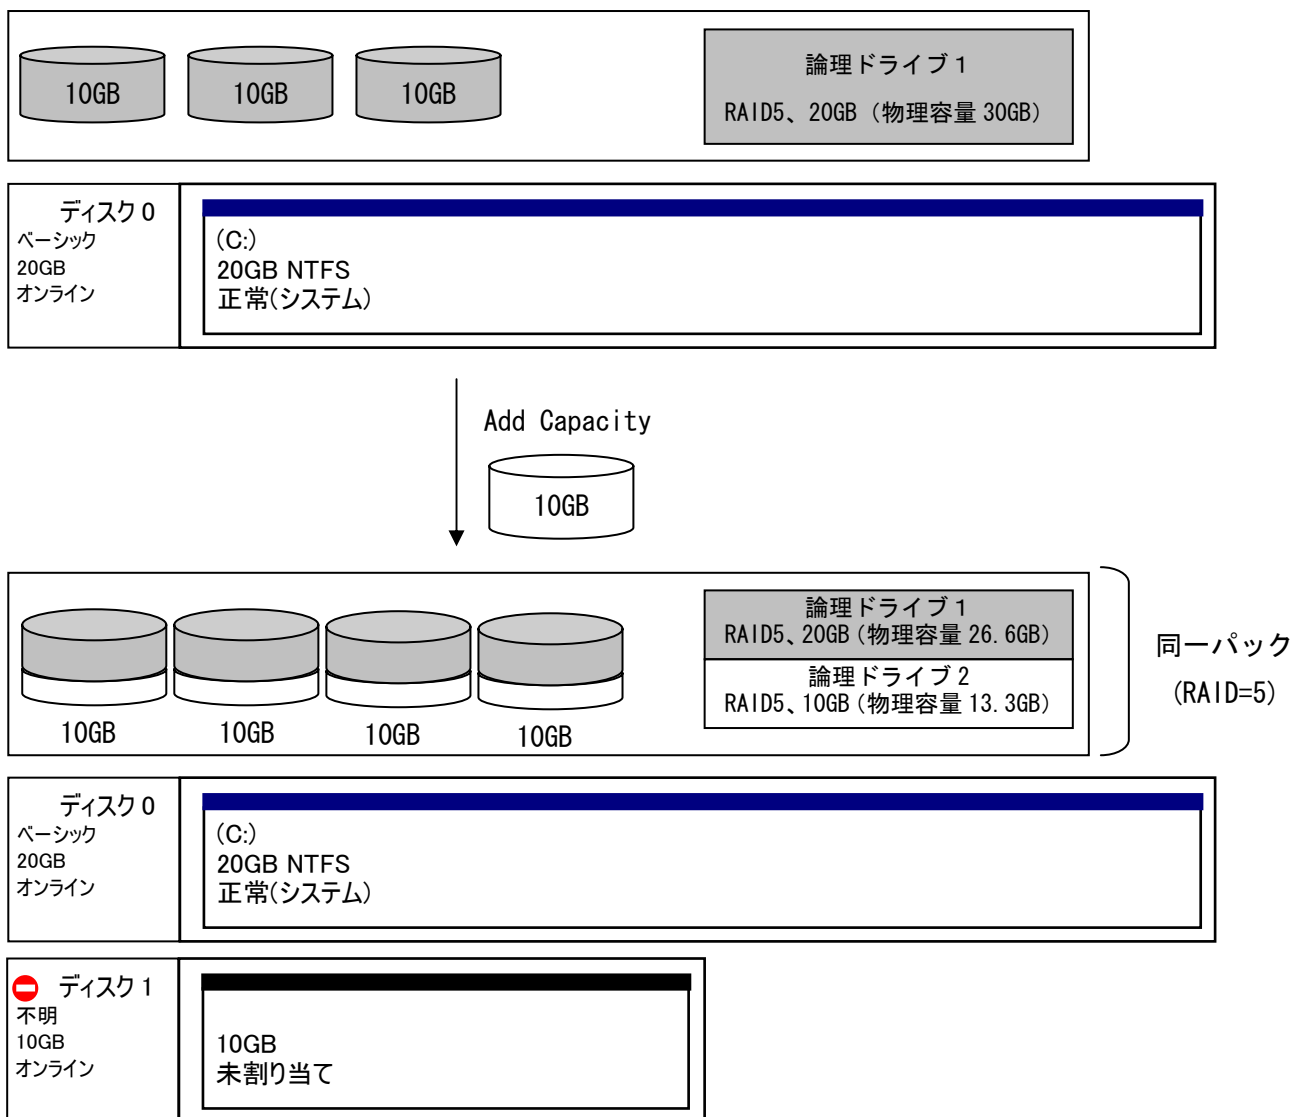 10GB 10GB 10GB
論理ドライブ1
RAID5、20GB（物理容量 30GB）
ディスク 0
ベーシック
20GB
オンライン
(C:)
20GB NTFS
正常(システム)
Add Capacity
10GB
論理ドライブ1
RAID5、20GB（物理容量 26.6GB）
論理ドライブ2
RAID5、10GB（物理容量 13.3GB）
10GB 10GB 10GB 10GB
同一パック
(RAID=5)
ディスク 0
ベーシック
20GB
オンライン
(C:)
20GB NTFS
正常(システム)
ディスク 1
不明
10GB
オンライン
10GB
未割り当て